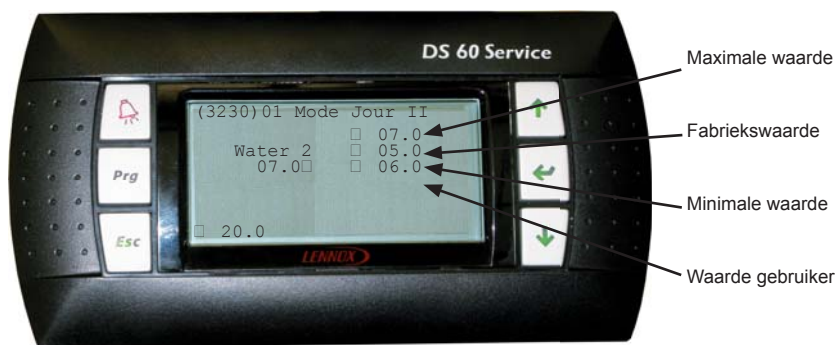 DS 60 Service
(3230)01 Mode Jour II
□ 07.0
Water 2 □ 05.0
07.0□ □ 06.0
□ 20.0
LENNOX
Prg
Esc
Maximale waarde
Fabriekswaarde
Minimale waarde
Waarde gebruiker